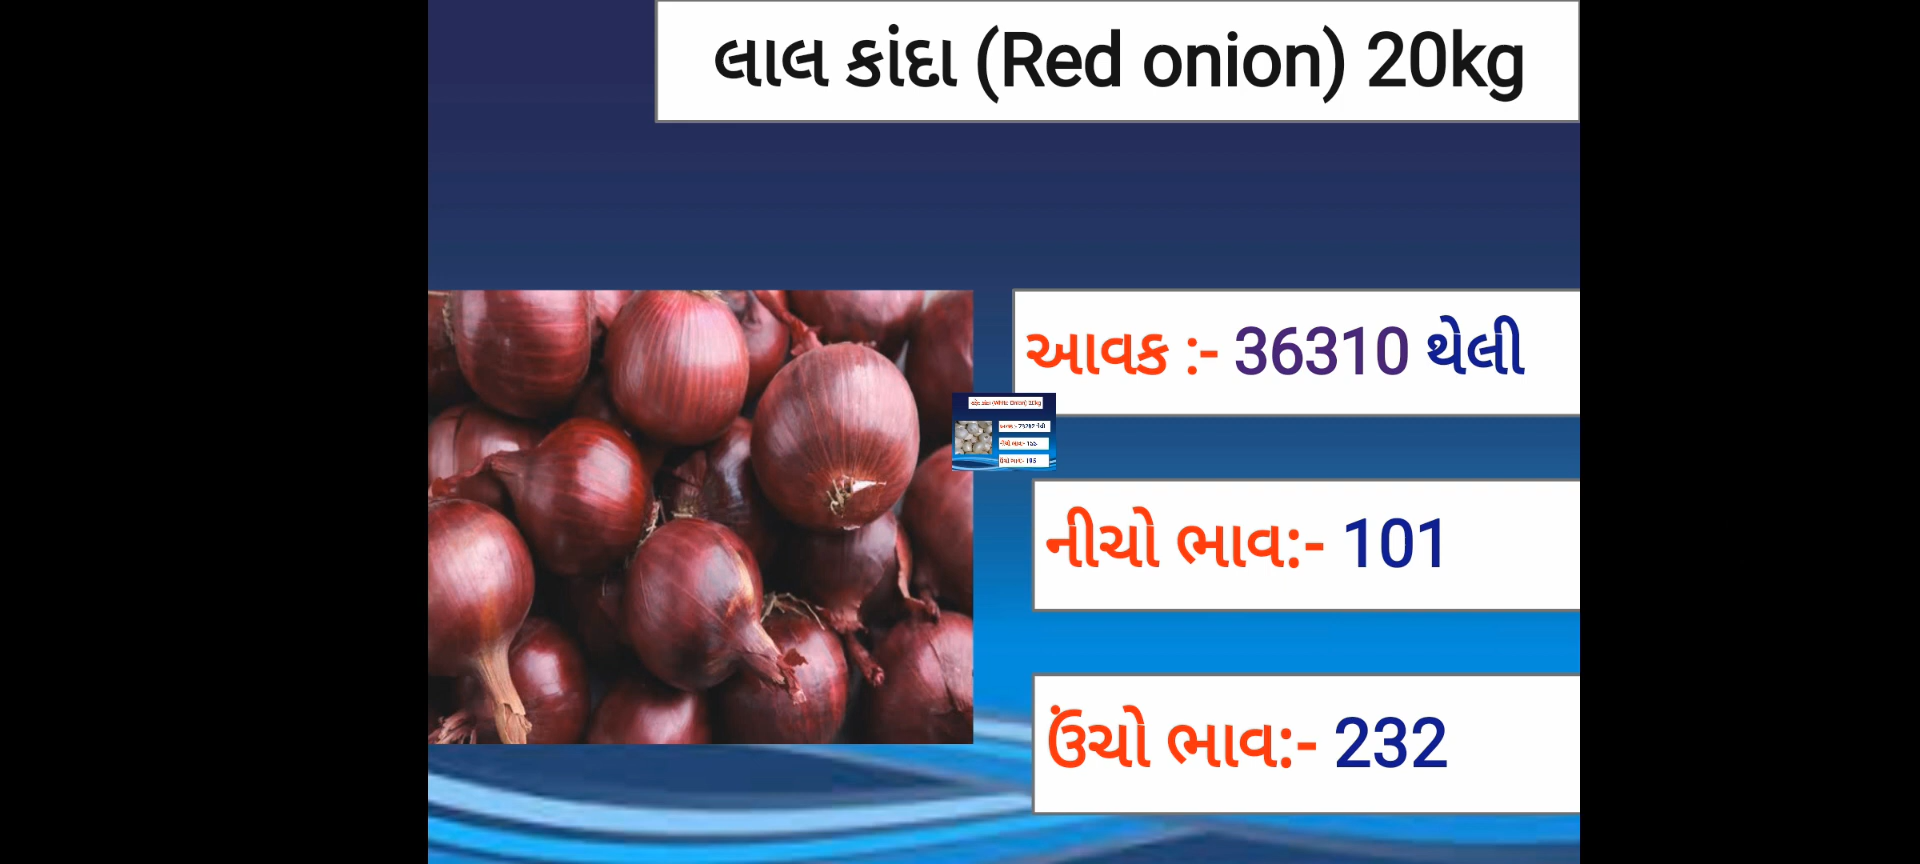 લાલ કાંદા (Red onion) 20kg
આવક :- 36310 થેલી
નીચો ભાવ:- 101
ઉંચો ભાવ:- 232